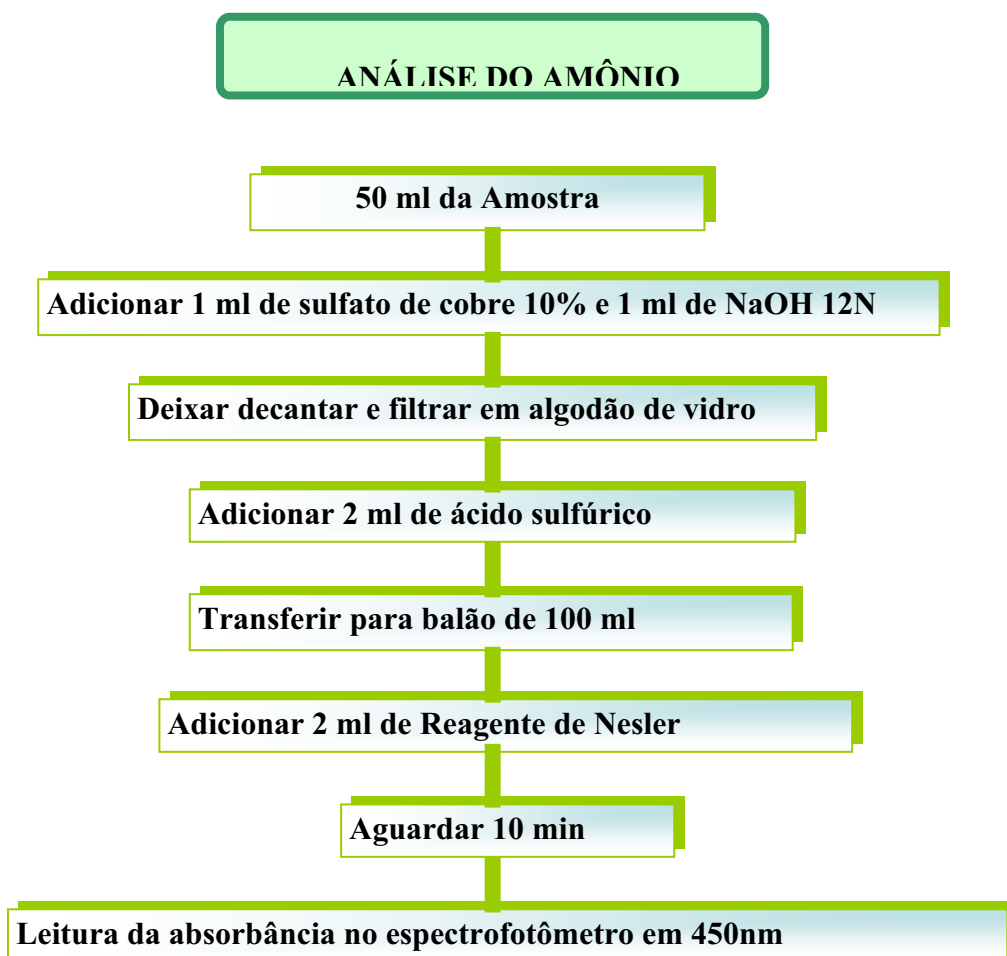 ANÁLISE DO AMÔNIO
50 ml da Amostra
Adicionar 1 ml de sulfato de cobre 10% e 1 ml de NaOH 12N
Deixar decantar e filtrar em algodão de vidro
Adicionar 2 ml de ácido sulfúrico
Transferir para balão de 100 ml
Adicionar 2 ml de Reagente de Nesler
Aguardar 10 min
Leitura da absorbância no espectrofotômetro em 450nm